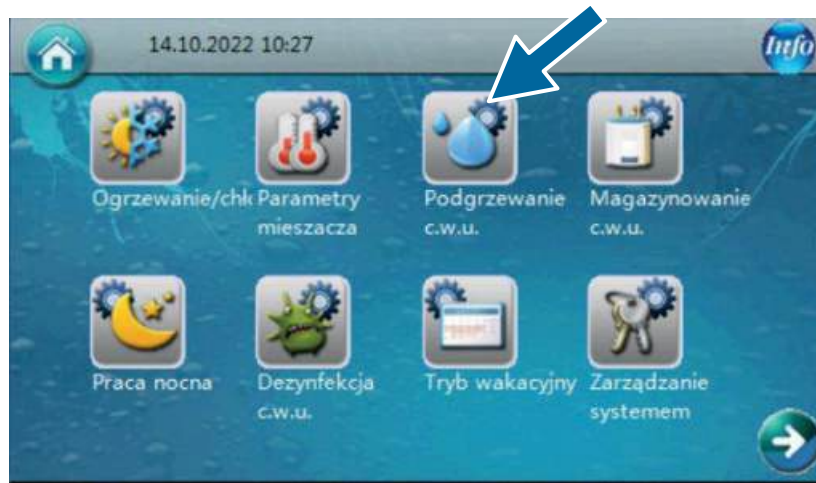 14.10.2022 10:27
Info
Ogrzewanie/chł
Parametry
mieszacza
Podgrzewanie
c.w.u.
Magazynowanie
c.w.u.
Praca nocna
Dezynfekcja
c.w.u.
Tryb wakacyjny
Zarządzanie
systemem